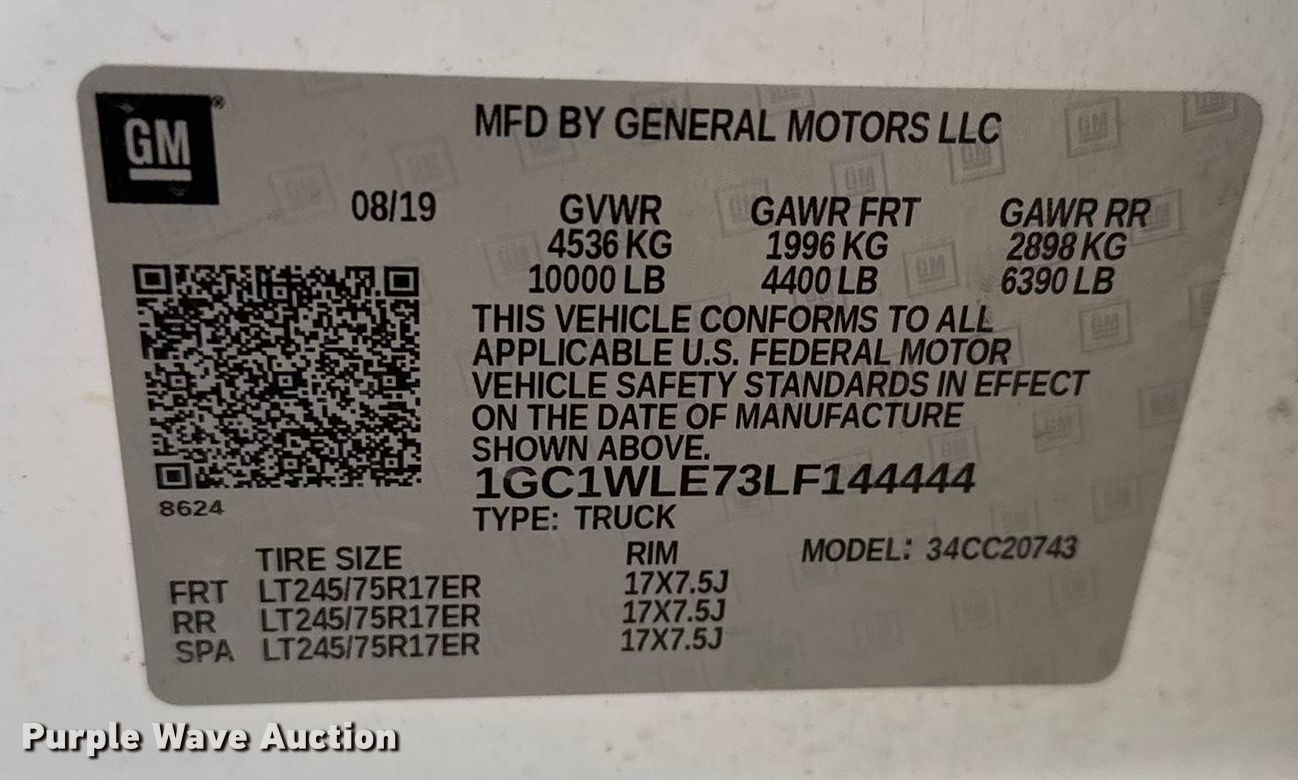 GM
MFD BY GENERAL MOTORS LLC
08/19 GVWR GAWR FRT GAWR RR
4536 KG 1996 KG 2898 KG
10000 LB 4400 LB 6390 LB
THIS VEHICLE CONFORMS TO ALL
APPLICABLE U.S. FEDERAL MOTOR
VEHICLE SAFETY STANDARDS IN EFFECT
ON THE DATE OF MANUFACTURE
SHOWN ABOVE.
1GC1WLE73LF144444
8624
TYPE: TRUCK
TIRE SIZE RIM MODEL: 34CC20743
FRT LT245/75R17ER 17X7.5J
RR LT245/75R17ER 17X7.5J
SPA LT245/75R17ER 17X7.5J
Purple Wave Auction